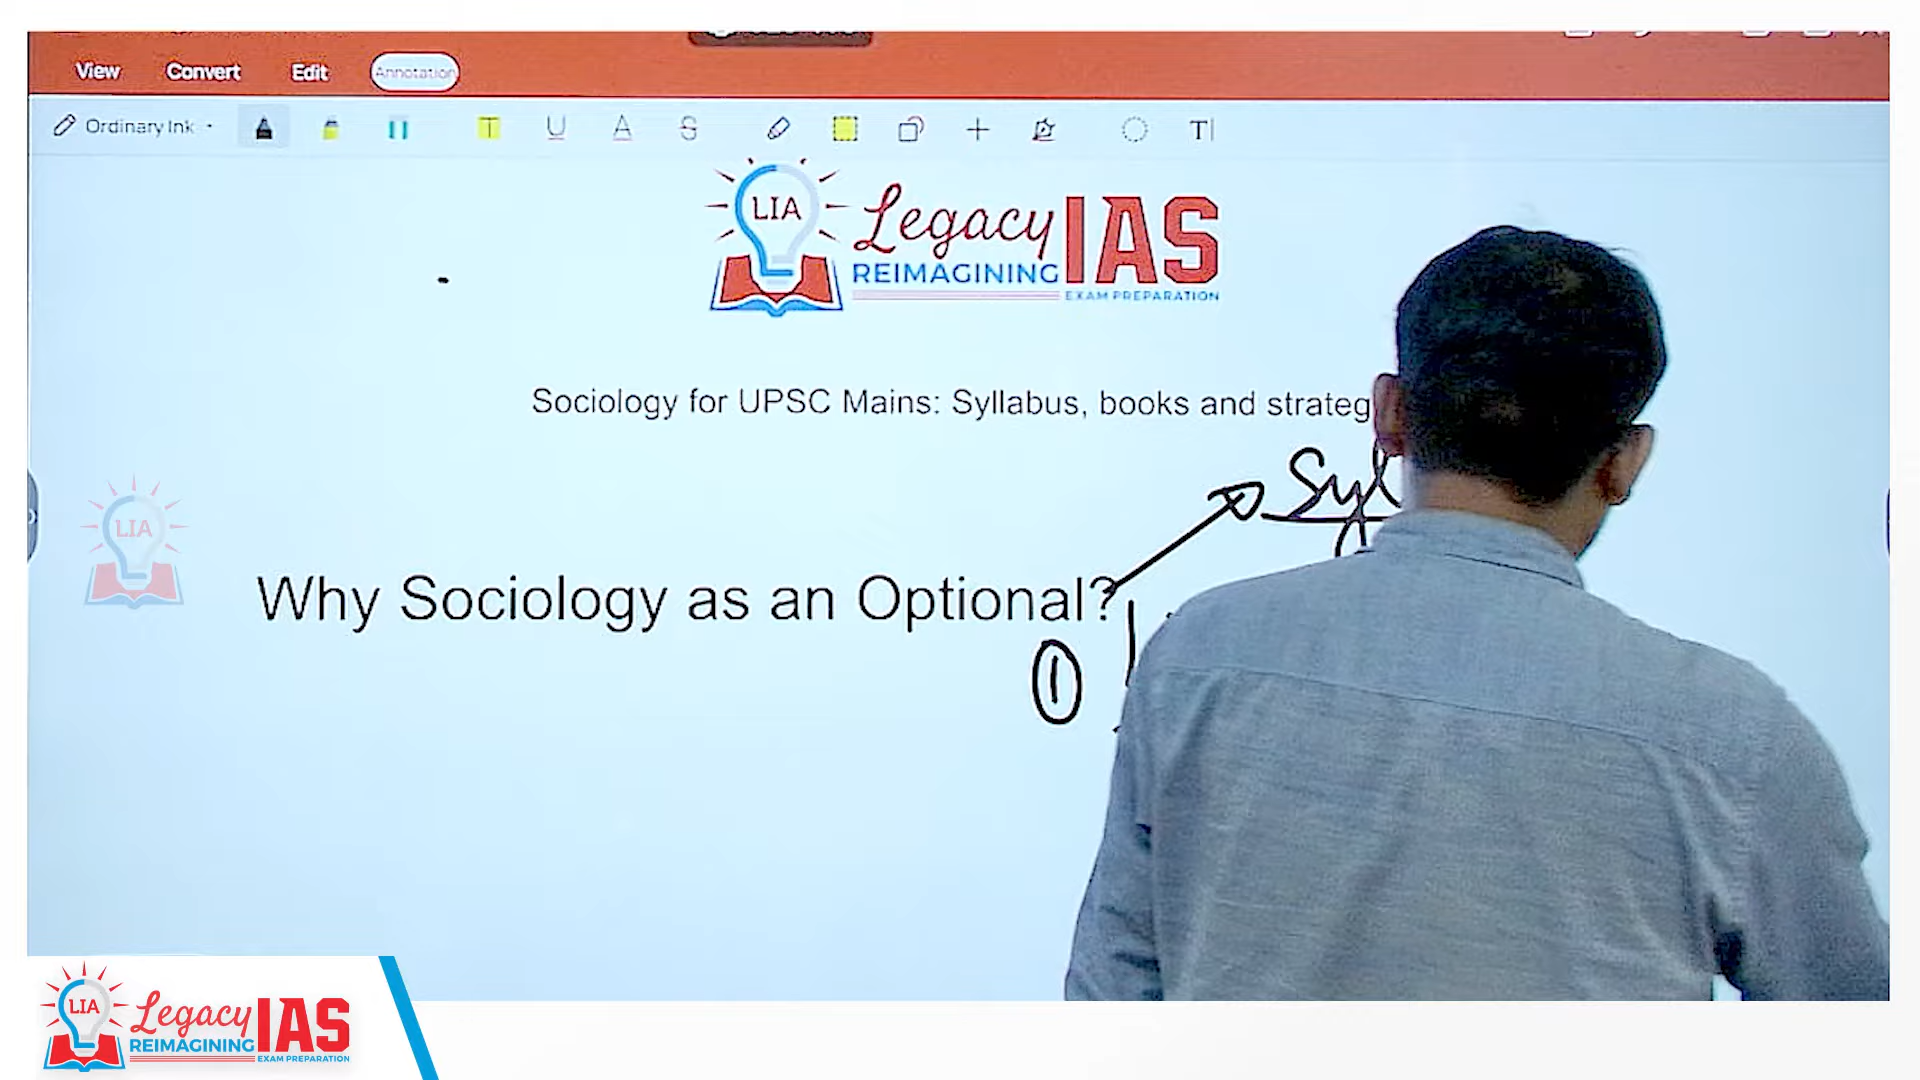 View Convert Edit Annotation
Ordinary Ink T U A S T
LIA Legacy IAS
REIMAGINING
EXAM PREPARATION
Sociology for UPSC Mains: Syllabus, books and strateg
Syl
LIA
Why Sociology as an Optional?
1
LIA Legacy IAS
REIMAGINING
EXAM PREPARATION